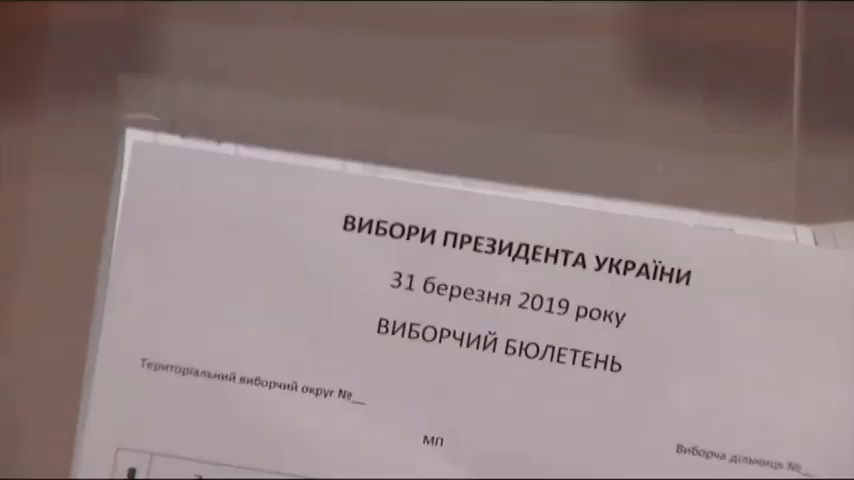 ВИБОРИ ПРЕЗИДЕНТА УКРАЇНИ
31 березня 2019 року
ВИБОРЧИЙ БЮЛЕТЕНЬ
Територіальний виборчий округ №__
МП
Виборча дільниця №__